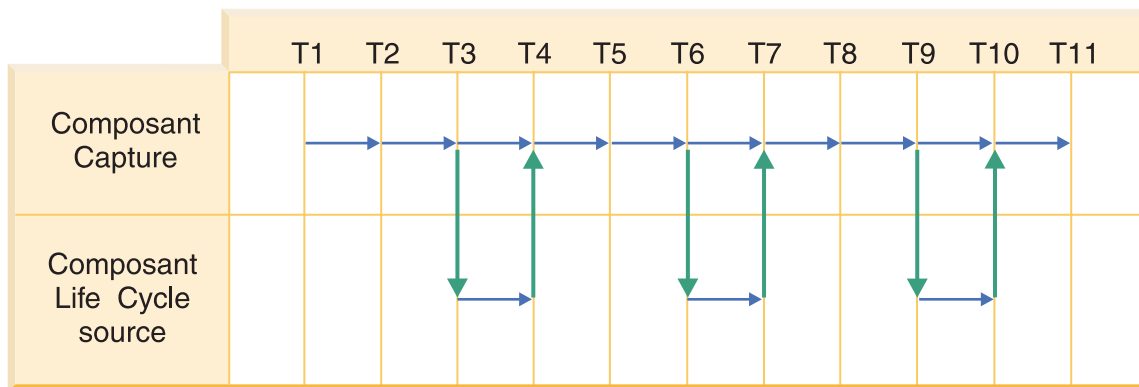 T1 T2 T3 T4 T5 T6 T7 T8 T9 T10 T11
Composant
Capture
Composant
Life Cycle
source